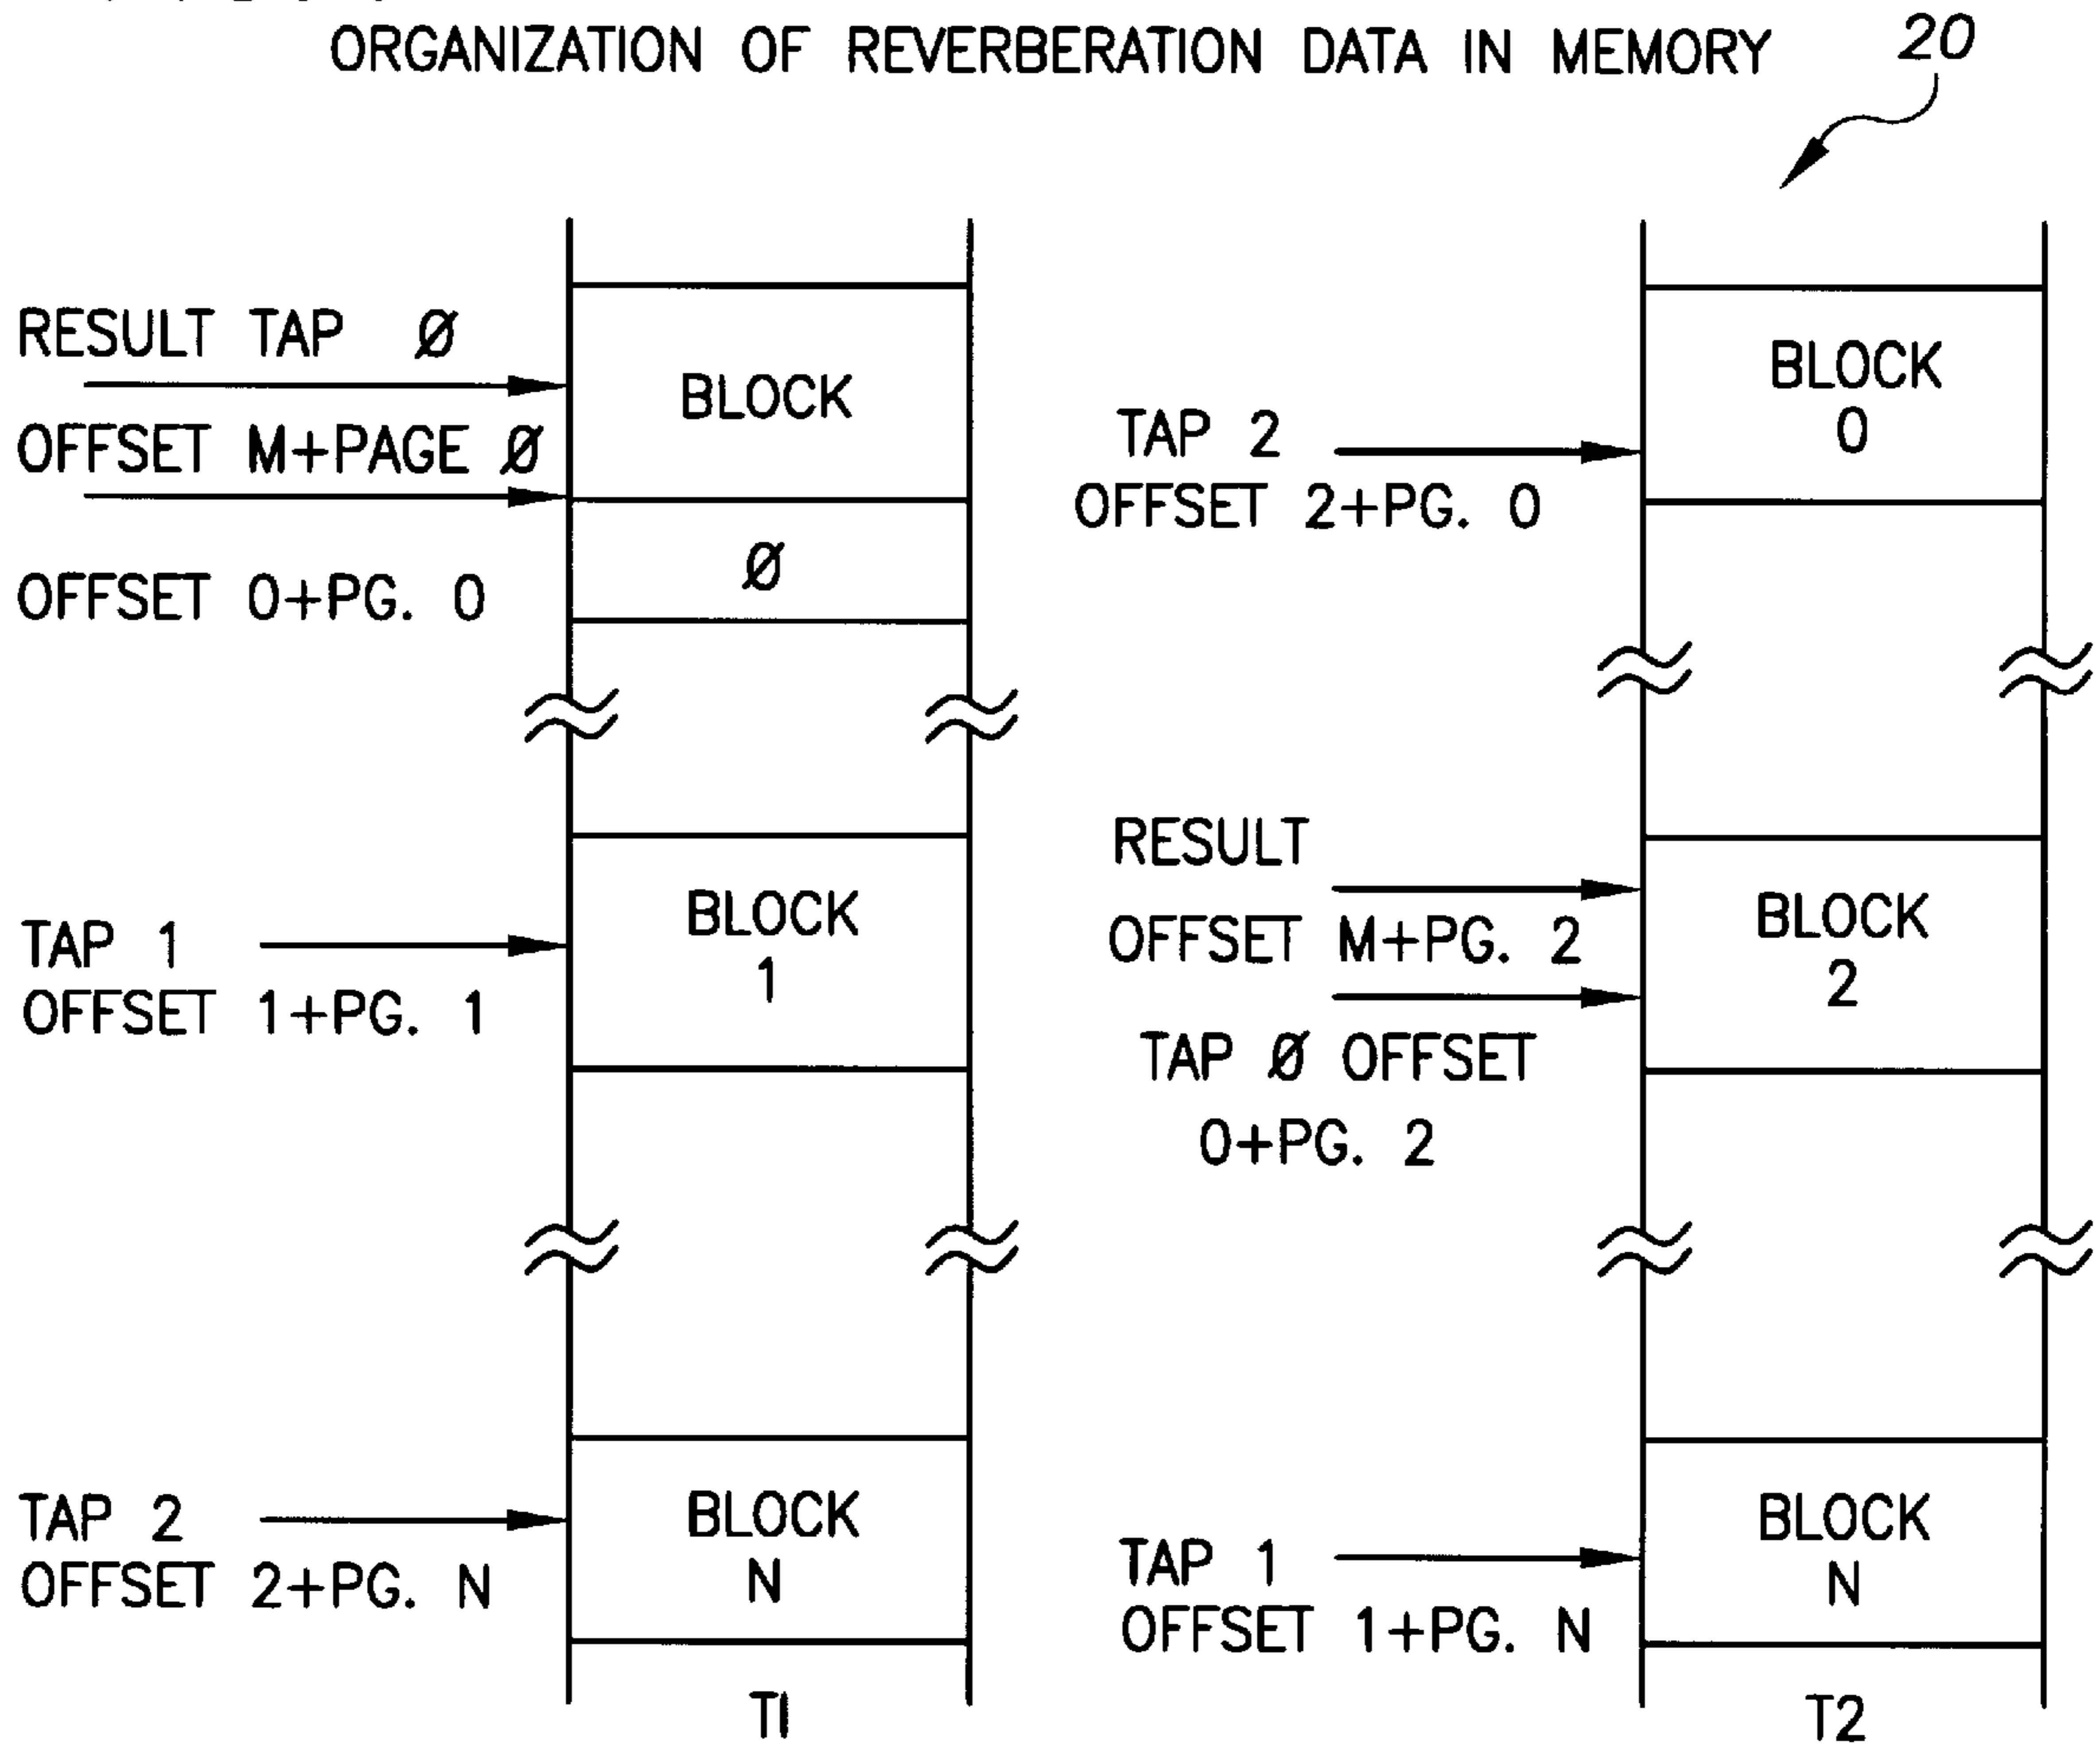 ORGANIZATION OF REVERBERATION DATA IN MEMORY
20
RESULT TAP Ø
OFFSET M+PAGE Ø
OFFSET 0+PG. 0
BLOCK
Ø
TAP 1
OFFSET 1+PG. 1
BLOCK
1
TAP 2
OFFSET 2+PG. N
BLOCK
N
T1
TAP 2
OFFSET 2+PG. 0
BLOCK
0
RESULT
OFFSET M+PG. 2
TAP Ø OFFSET
0+PG. 2
BLOCK
2
TAP 1
OFFSET 1+PG. N
BLOCK
N
T2